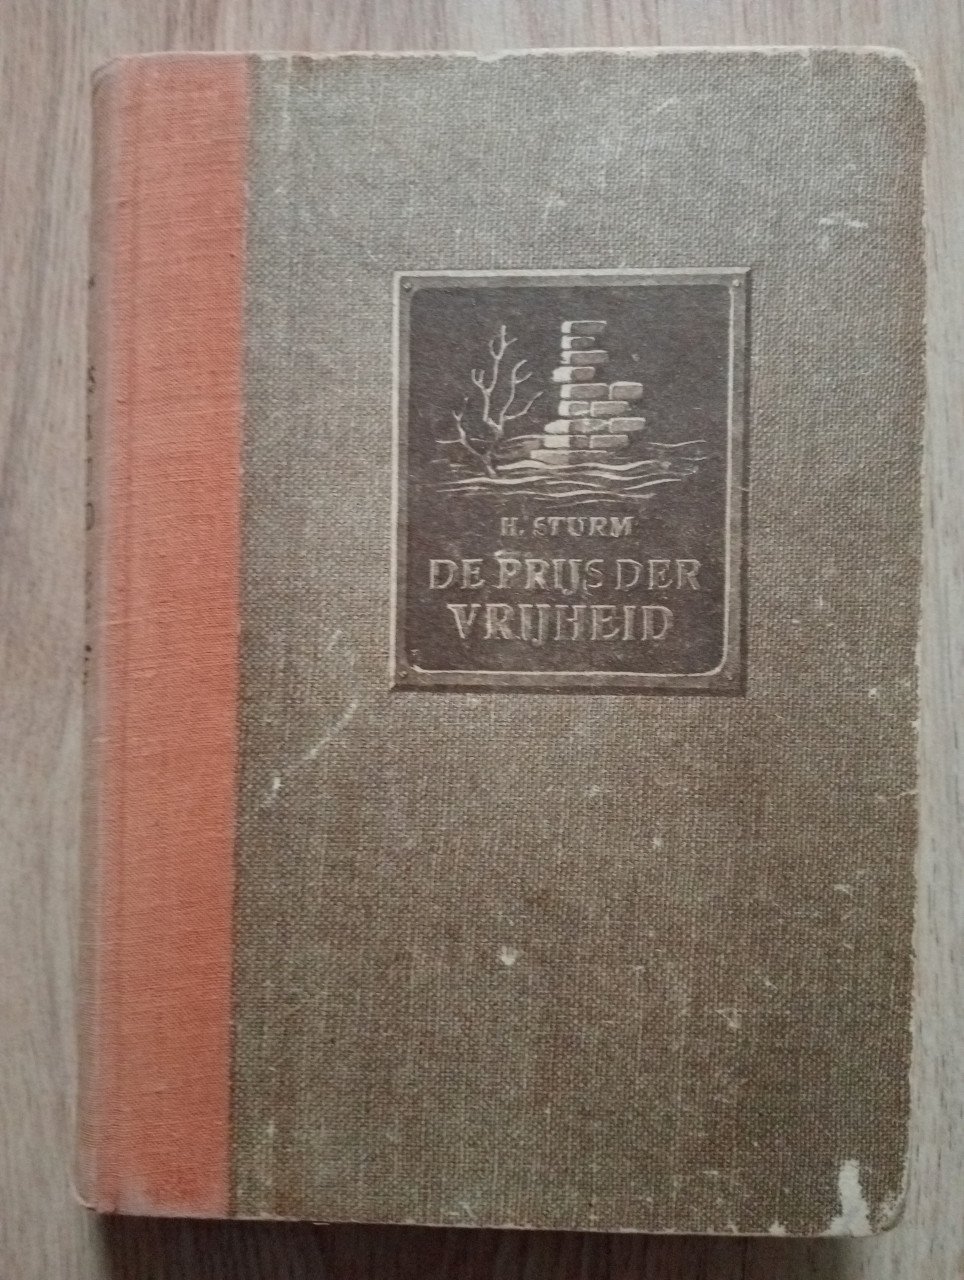 H. STURM
DE PRIJS DER
VRIJHEID